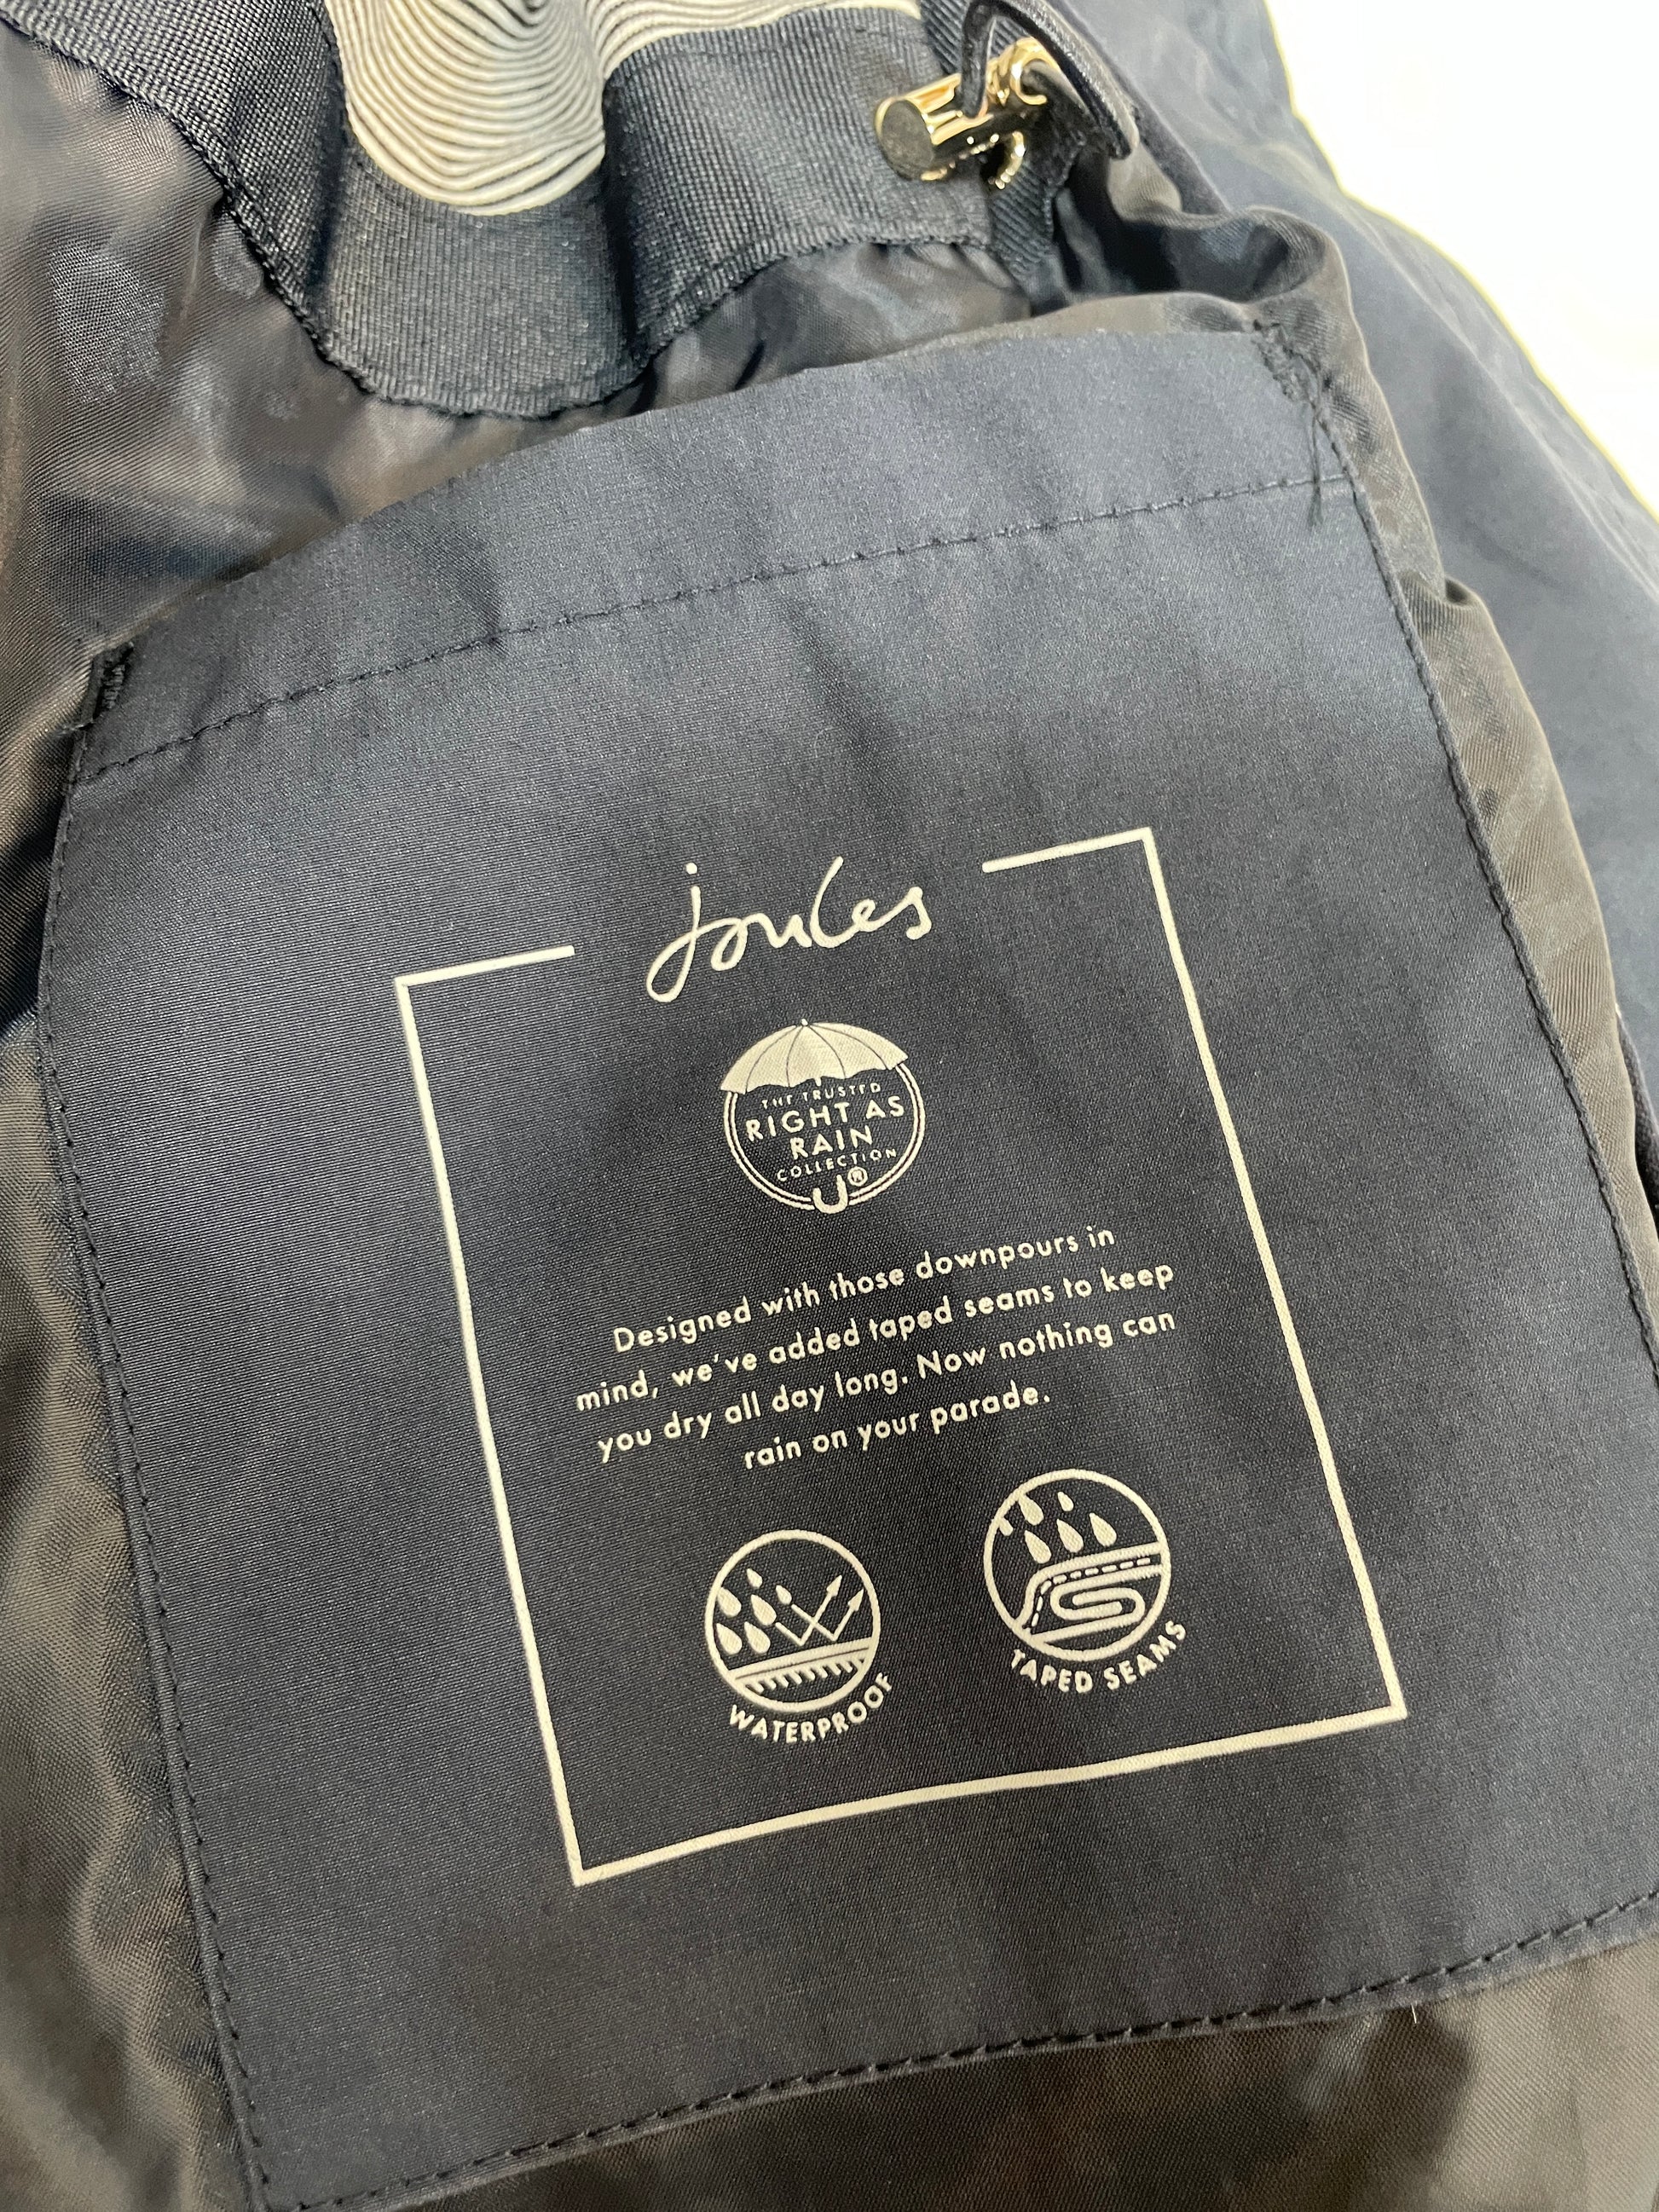 joules
THE TRUSTED
RIGHT AS
RAIN
COLLECTION
®
Designed with those downpours in
mind, we've added taped seams to keep
you dry all day long. Now nothing can
rain on your parade.
WATERPROOF
TAPED SEAMS